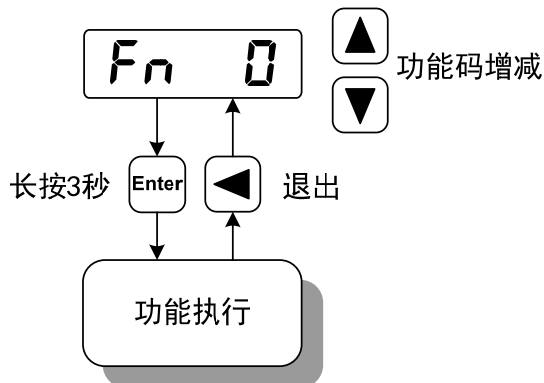 Fn 0
功能码增减
长按3秒
Enter
退出
功能执行